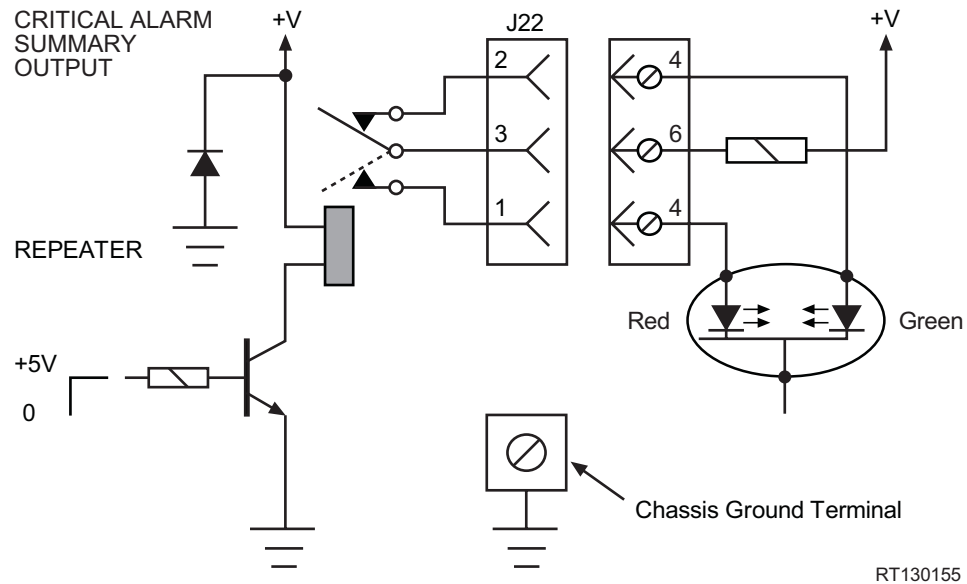 CRITICAL ALARM
SUMMARY
OUTPUT
+V
J22
+V
2
4
3
6
1
4
REPEATER
Red
Green
+5V
0
Chassis Ground Terminal
RT130155